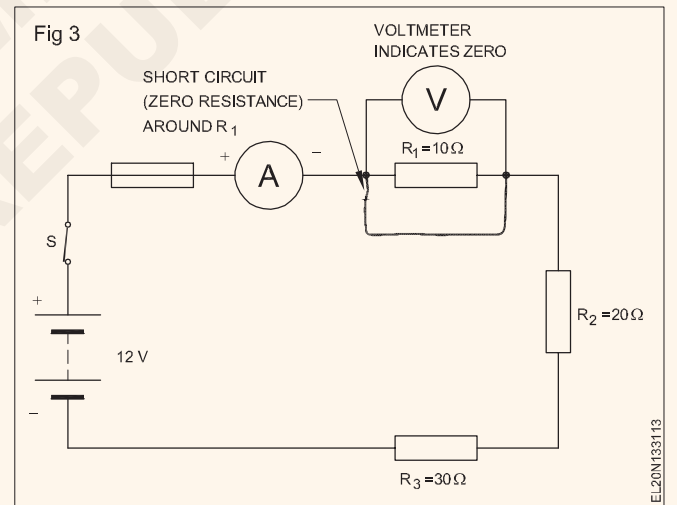 Fig 3
VOLTMETER
INDICATES ZERO
SHORT CIRCUIT
(ZERO RESISTANCE)
AROUND R1
V
R1=10Ω
+
A
–
S
+
12 V
–
R2=20Ω
R3=30Ω
EL20N133113